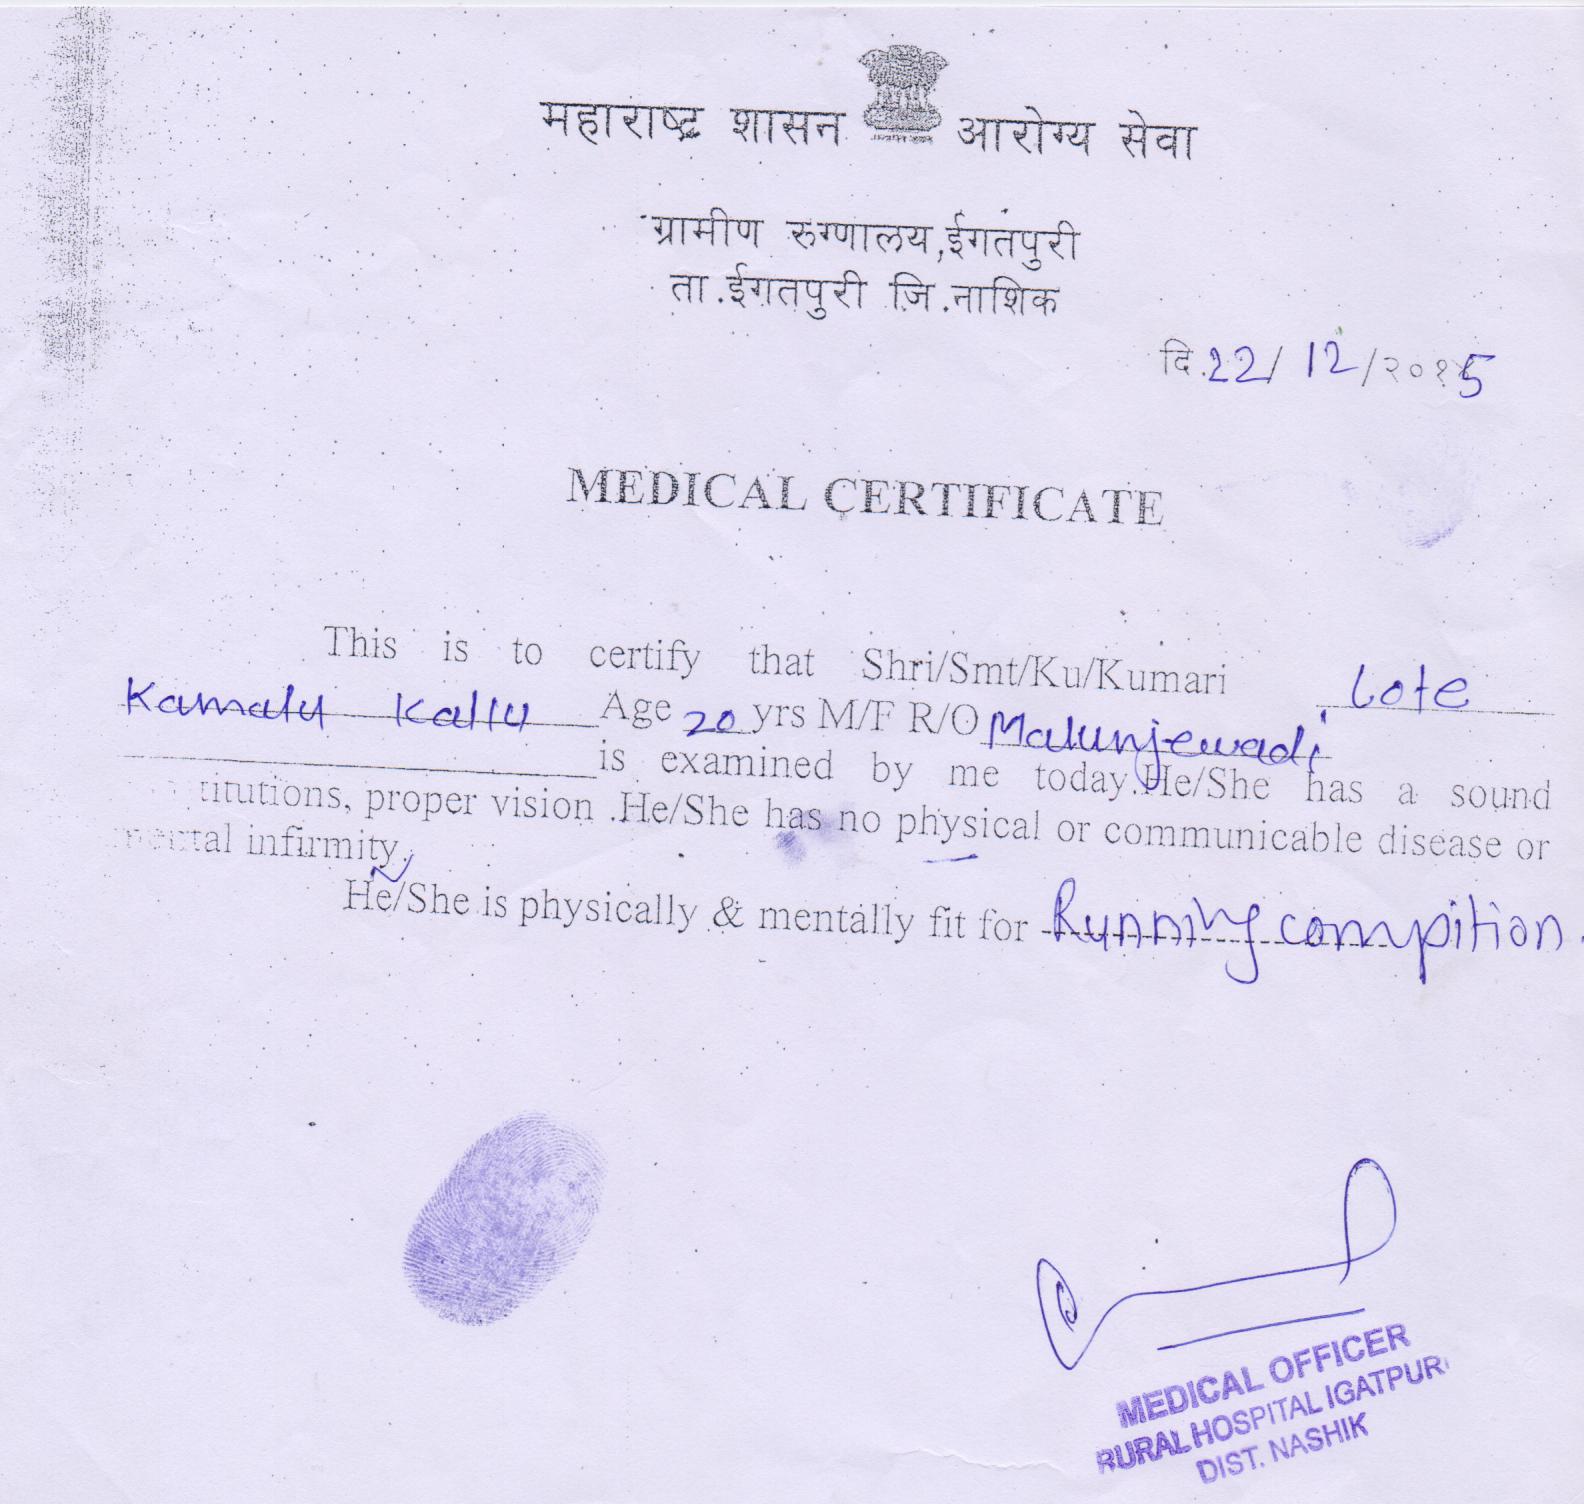 महाराष्ट्र शासन आरोग्य सेवा
ग्रामीण रुग्णालय,ईगतपुरी
ता.ईगतपुरी जि.नाशिक
दि.22/12/२०१5
MEDICAL CERTIFICATE
This is to certify that Shri/Smt/Ku/Kumari Lote
Kamalu Kallu Age 20 yrs M/F R/O Malunjewadi
is examined by me today.He/She has a sound
titutions, proper vision .He/She has no physical or communicable disease or
mental infirmity.
He/She is physically & mentally fit for Running compition.
MEDICAL OFFICER
RURAL HOSPITAL IGATPURI
DIST. NASHIK